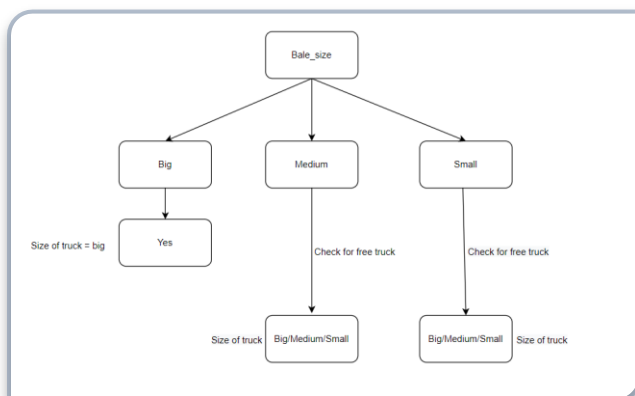 Bale_size
Big
Medium
Small
Size of truck = big
Yes
Check for free truck
Check for free truck
Size of truck
Big/Medium/Small
Big/Medium/Small
Size of truck